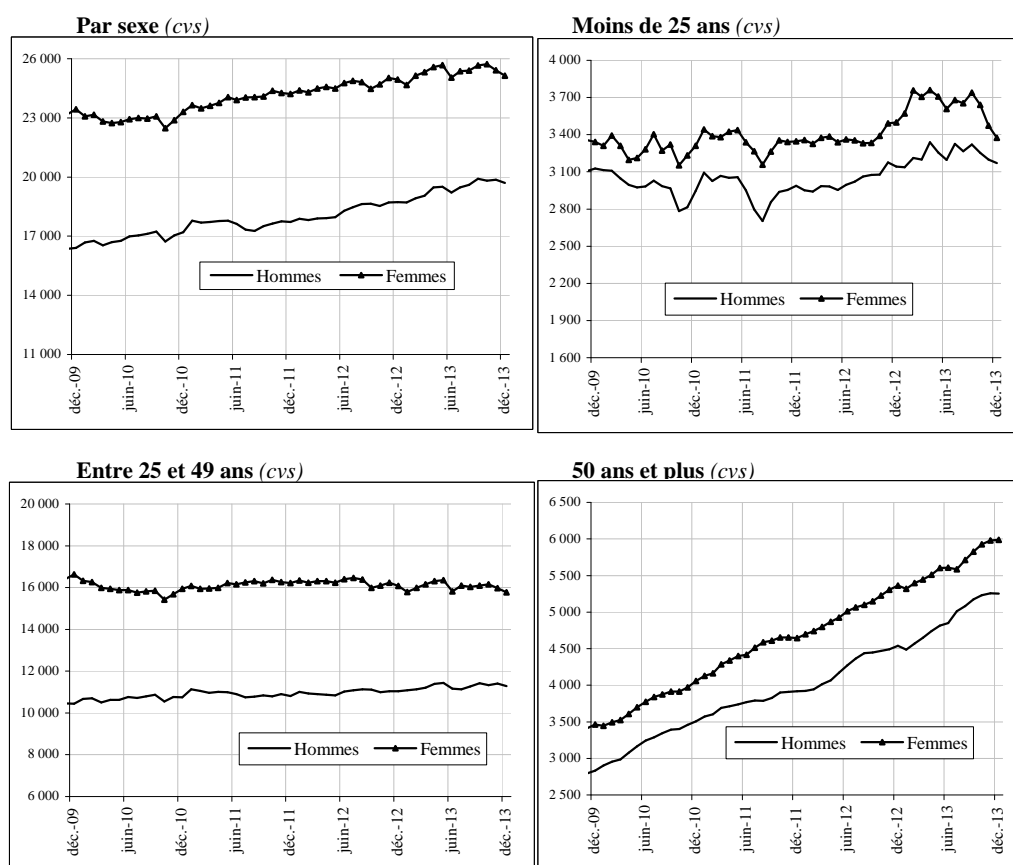 Par sexe (cvs)
26 000
23 000
20 000
17 000
14 000
11 000
Hommes
Femmes
déc.-09
juin-10
déc.-10
juin-11
déc.-11
juin-12
déc.-12
juin-13
déc.-13
Moins de 25 ans (cvs)
4 000
3 700
3 400
3 100
2 800
2 500
2 200
1 900
1 600
Hommes
Femmes
déc.-09
juin-10
déc.-10
juin-11
déc.-11
juin-12
déc.-12
juin-13
déc.-13
Entre 25 et 49 ans (cvs)
20 000
18 000
16 000
14 000
12 000
10 000
8 000
6 000
Hommes
Femmes
déc.-09
juin-10
déc.-10
juin-11
déc.-11
juin-12
déc.-12
juin-13
déc.-13
50 ans et plus (cvs)
6 500
6 000
5 500
5 000
4 500
4 000
3 500
3 000
2 500
Hommes
Femmes
déc.-09
juin-10
déc.-10
juin-11
déc.-11
juin-12
déc.-12
juin-13
déc.-13